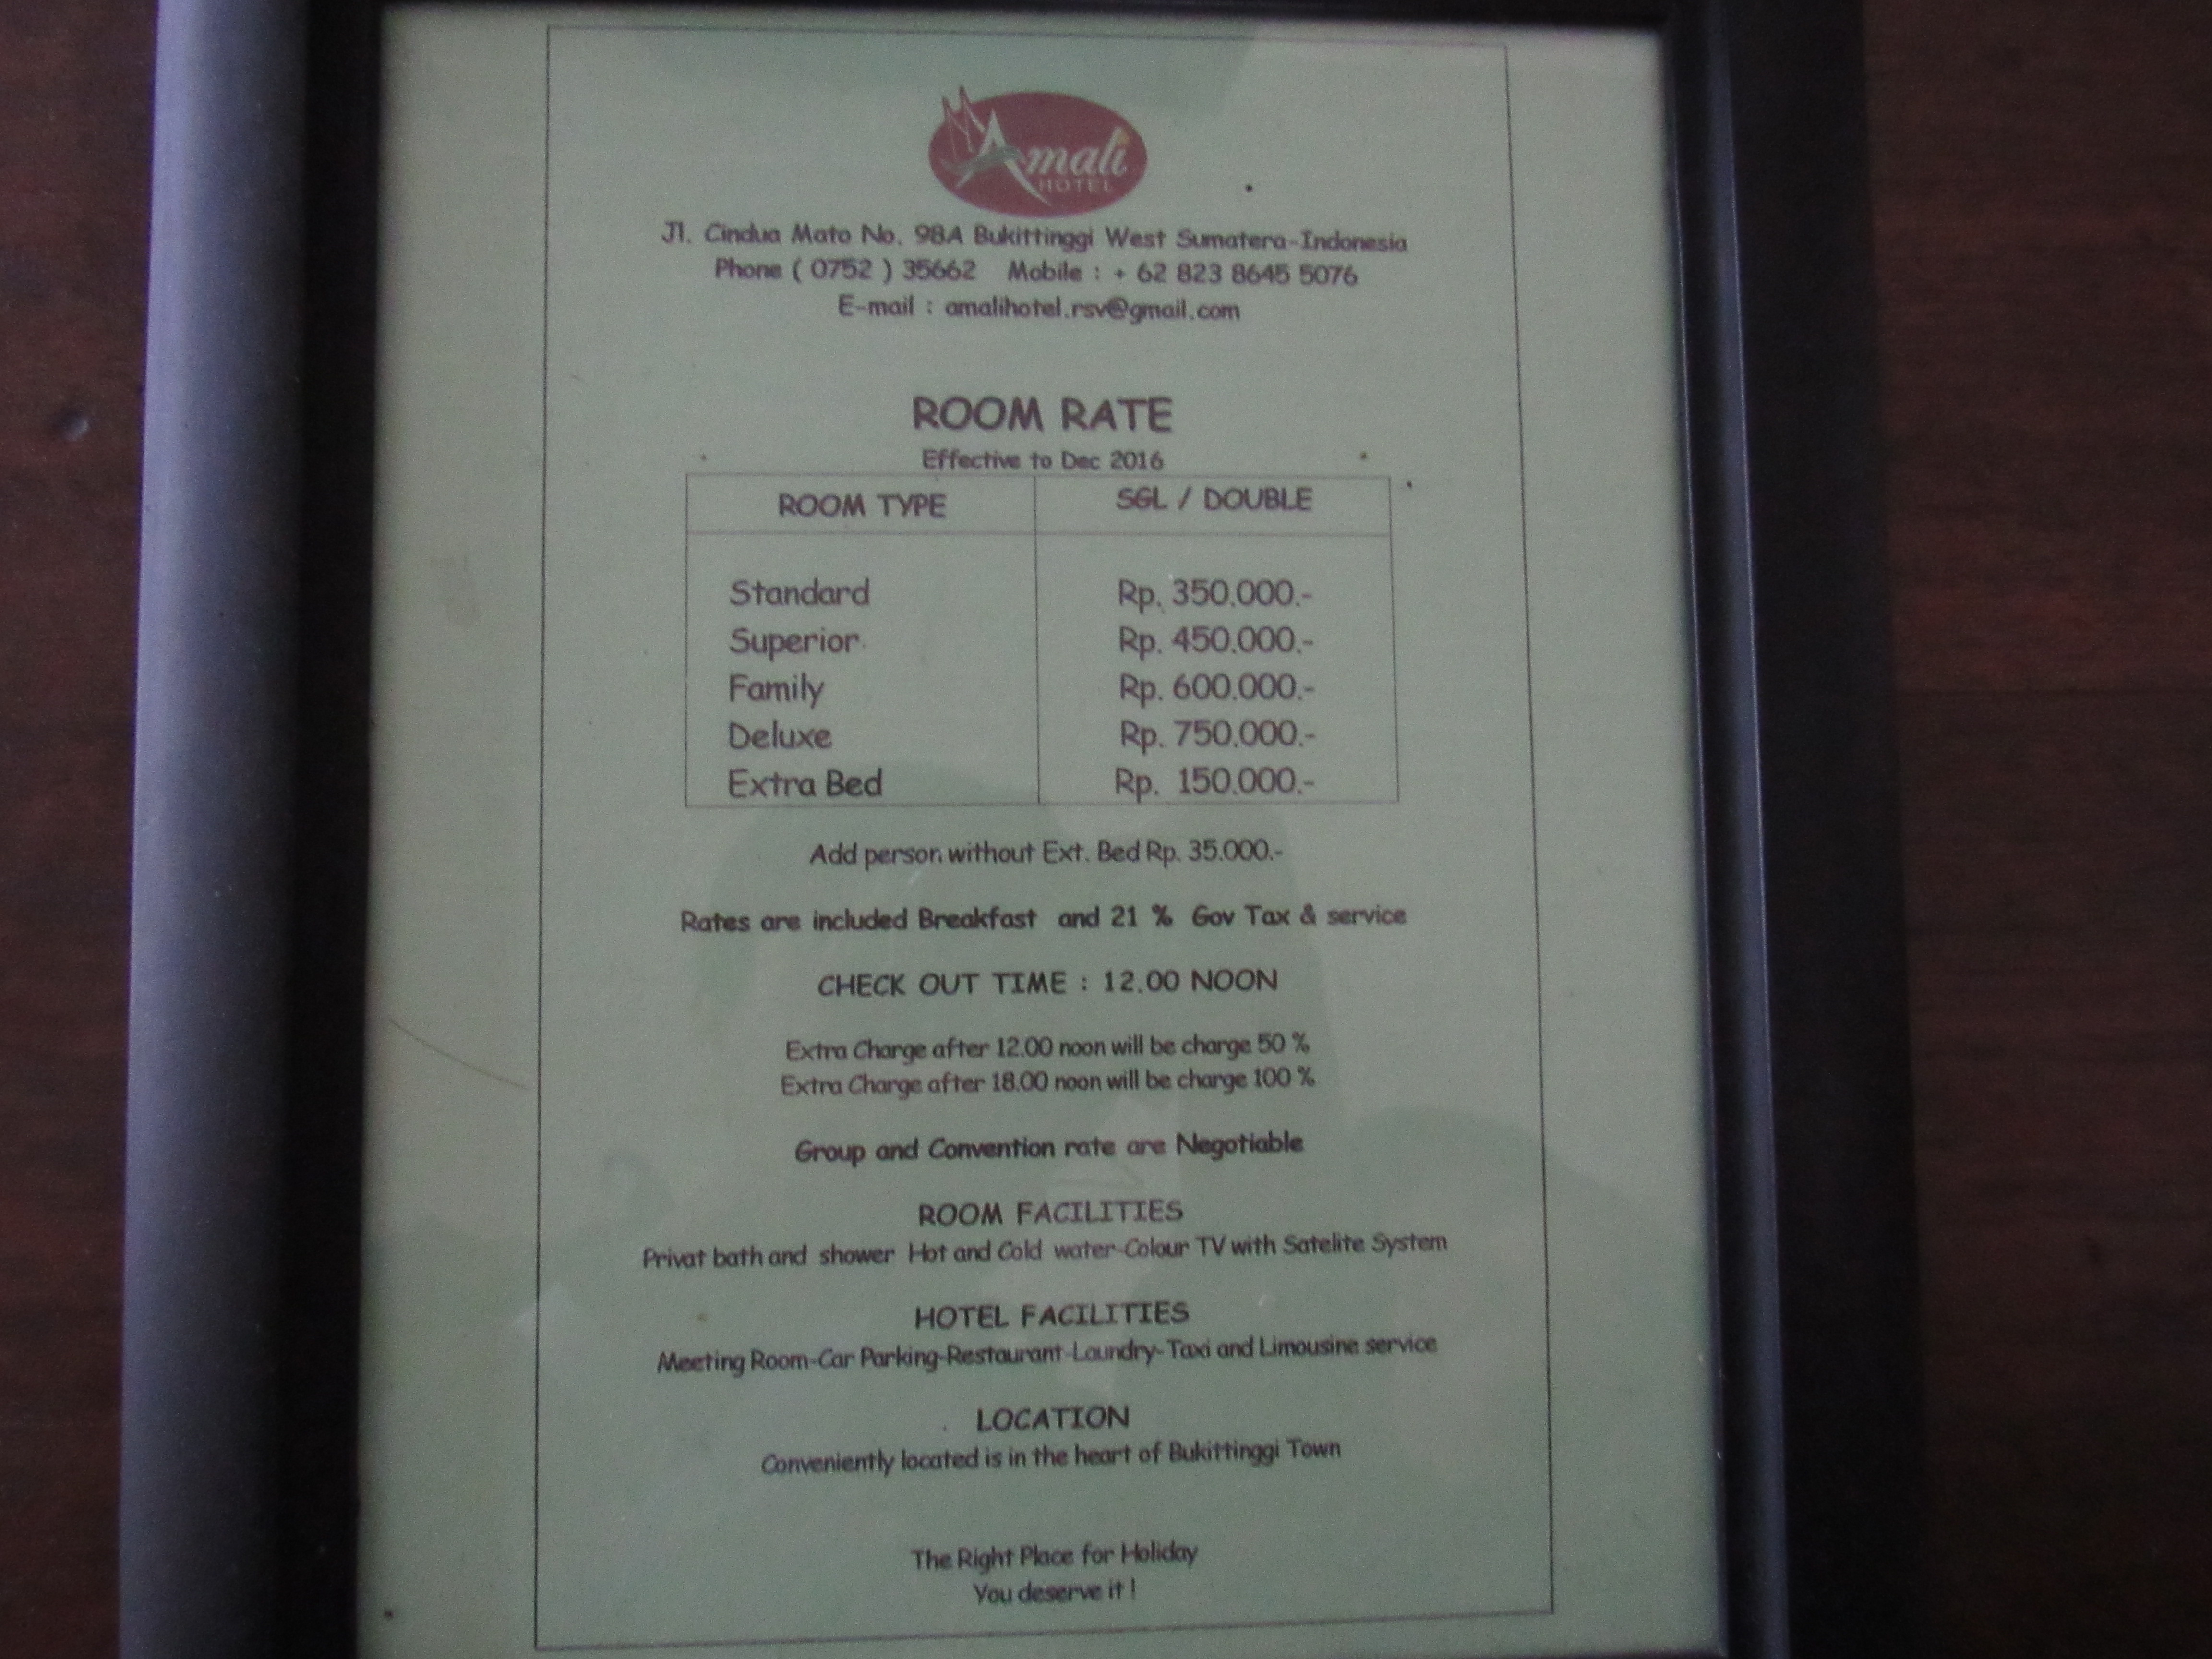 Amali
HOTEL
Jl. Cindua Mato No. 98A Bukittinggi West Sumatera-Indonesia
Phone ( 0752 ) 35662 Mobile : + 62 823 8645 5076
E-mail : amalihotel.rsv@gmail.com
ROOM RATE
Effective to Dec 2016
ROOM TYPE SGL / DOUBLE
Standard Rp. 350.000.-
Superior Rp. 450.000.-
Family Rp. 600.000.-
Deluxe Rp. 750.000.-
Extra Bed Rp. 150.000.-
Add person without Ext. Bed Rp. 35.000.-
Rates are included Breakfast and 21 % Gov Tax & service
CHECK OUT TIME : 12.00 NOON
Extra Charge after 12.00 noon will be charge 50 %
Extra Charge after 18.00 noon will be charge 100 %
Group and Convention rate are Negotiable
ROOM FACILITIES
Privat bath and shower Hot and Cold water-Colour TV with Satelite System
HOTEL FACILITIES
Meeting Room-Car Parking-Restaurant-Laundry-Taxi and Limousine service
LOCATION
Conveniently located is in the heart of Bukittinggi Town
The Right Place for Holiday
You deserve it !